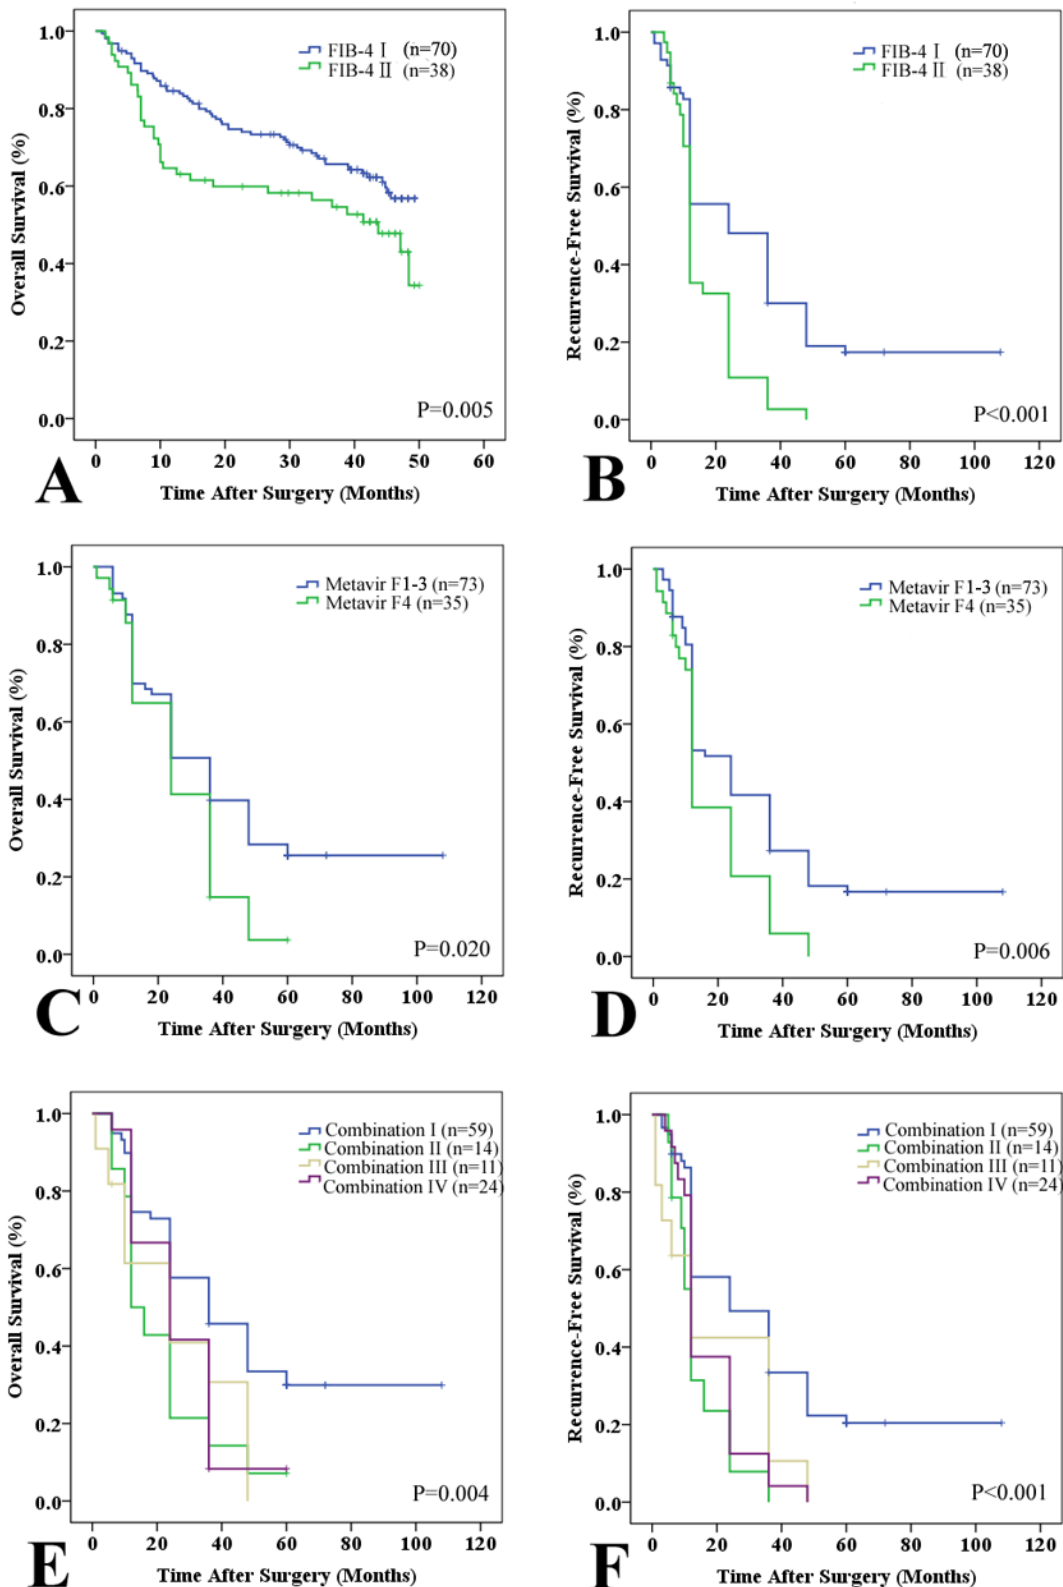 1.0
0.8
0.6
0.4
0.2
0.0
Overall Survival (%)
FIB-4 I (n=70)
FIB-4 II (n=38)
P=0.005
0 10 20 30 40 50 60
Time After Surgery (Months)
A
1.0
0.8
0.6
0.4
0.2
0.0
Recurrence-Free Survival (%)
FIB-4 I (n=70)
FIB-4 II (n=38)
P<0.001
0 20 40 60 80 100 120
Time After Surgery (Months)
B
1.0
0.8
0.6
0.4
0.2
0.0
Overall Survival (%)
Metavir F1-3 (n=73)
Metavir F4 (n=35)
P=0.020
0 20 40 60 80 100 120
Time After Surgery (Months)
C
1.0
0.8
0.6
0.4
0.2
0.0
Recurrence-Free Survival (%)
Metavir F1-3 (n=73)
Metavir F4 (n=35)
P=0.006
0 20 40 60 80 100 120
Time After Surgery (Months)
D
1.0
0.8
0.6
0.4
0.2
0.0
Overall Survival (%)
Combination I (n=59)
Combination II (n=14)
Combination III (n=11)
Combination IV (n=24)
P=0.004
0 20 40 60 80 100 120
Time After Surgery (Months)
E
1.0
0.8
0.6
0.4
0.2
0.0
Recurrence-Free Survival (%)
Combination I (n=59)
Combination II (n=14)
Combination III (n=11)
Combination IV (n=24)
P<0.001
0 20 40 60 80 100 120
Time After Surgery (Months)
F